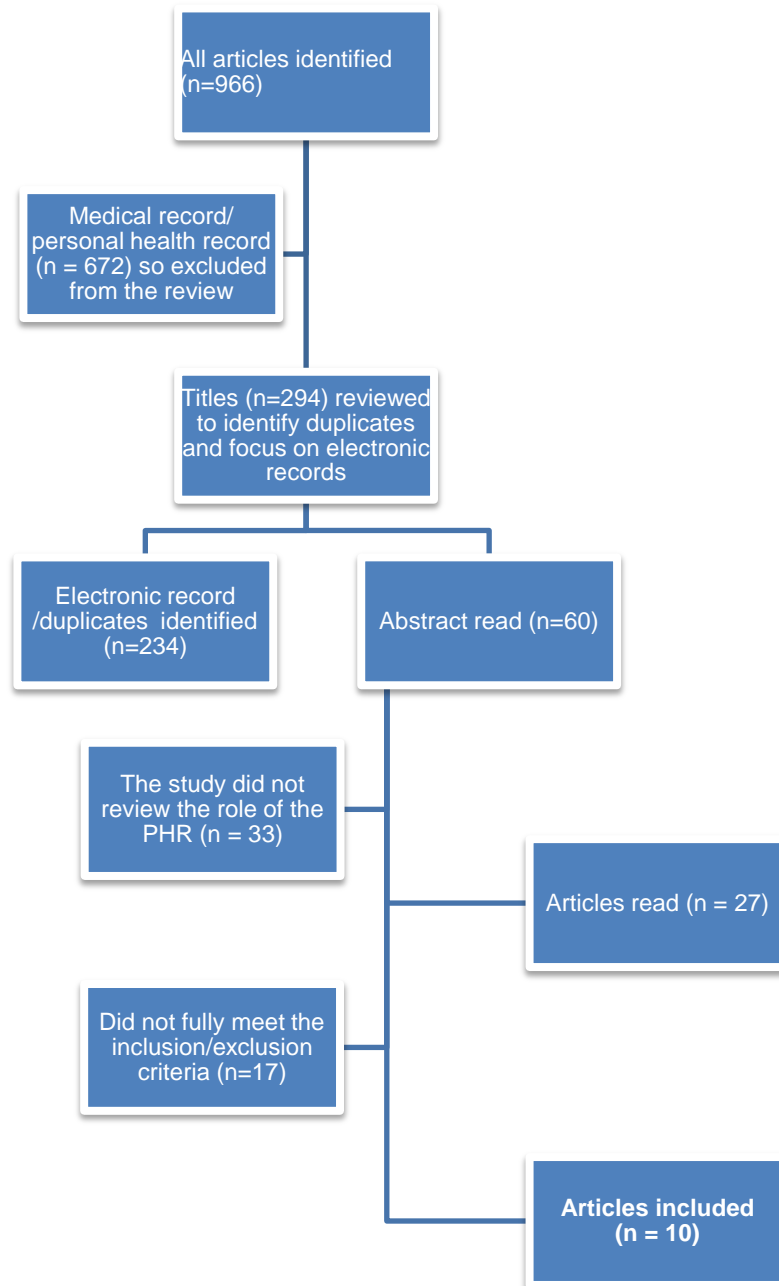 All articles identified
(n=966)
Medical record/
personal health record
(n = 672) so excluded
from the review
Titles (n=294) reviewed
to identify duplicates
and focus on electronic
records
Electronic record
/duplicates identified
(n=234)
Abstract read (n=60)
The study did not
review the role of the
PHR (n = 33)
Articles read (n = 27)
Did not fully meet the
inclusion/exclusion
criteria (n=17)
Articles included
(n = 10)